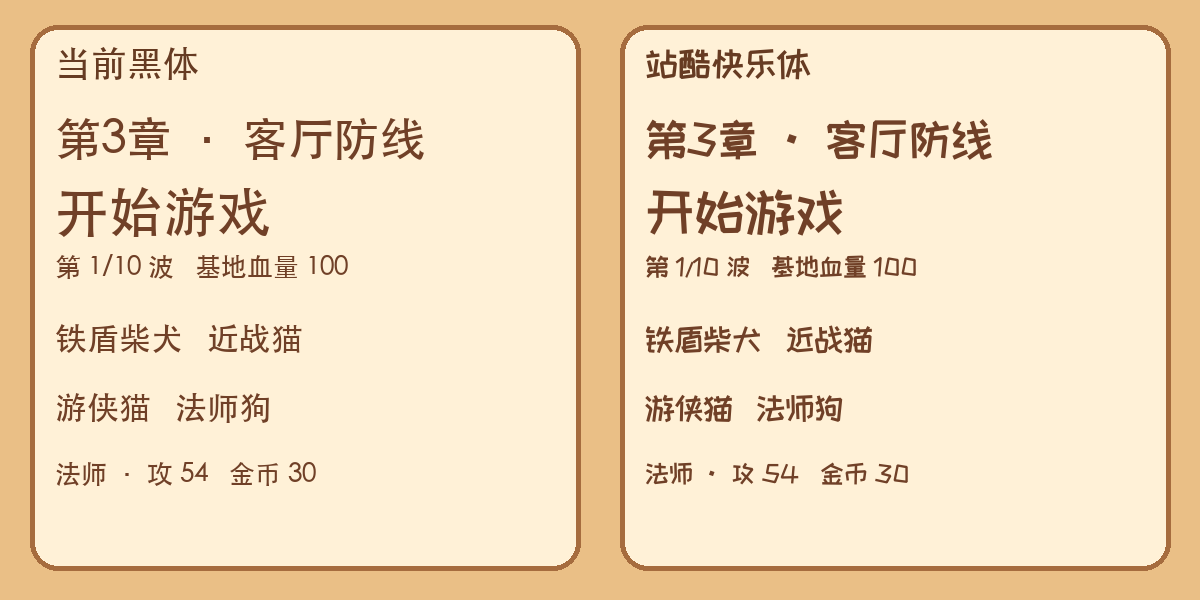 当前黑体
第3章 · 客厅防线
开始游戏
第 1/10 波 基地血量 100
铁盾柴犬 近战猫
游侠猫 法师狗
法师 · 攻 54 金币 30
站酷快乐体
第3章 · 客厅防线
开始游戏
第 1/10 波 基地血量 100
铁盾柴犬 近战猫
游侠猫 法师狗
法师 · 攻 54 金币 30